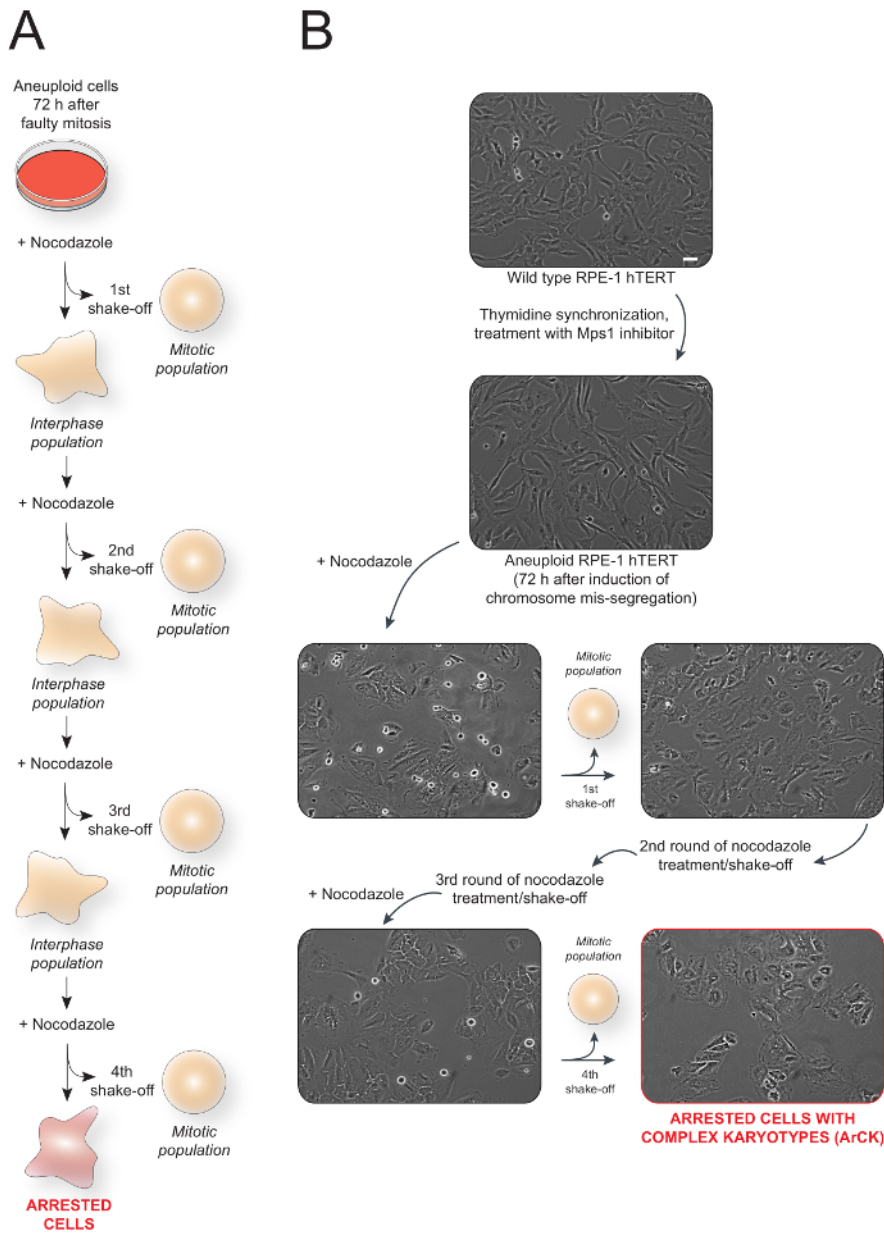 A
Aneuploid cells
72 h after
faulty mitosis
+ Nocodazole
1st
shake-off
Mitotic
population
Interphase
population
+ Nocodazole
2nd
shake-off
Mitotic
population
Interphase
population
+ Nocodazole
3rd
shake-off
Mitotic
population
Interphase
population
+ Nocodazole
4th
shake-off
Mitotic
population
ARRESTED
CELLS
B
Wild type RPE-1 hTERT
Thymidine synchronization,
treatment with Mps1 inhibitor
Aneuploid RPE-1 hTERT
(72 h after induction of
chromosome mis-segregation)
+ Nocodazole
Mitotic
population
1st
shake-off
2nd round of nocodazole
treatment/shake-off
3rd round of nocodazole
treatment/shake-off
+ Nocodazole
Mitotic
population
4th
shake-off
ARRESTED CELLS WITH
COMPLEX KARYOTYPES (ArCK)